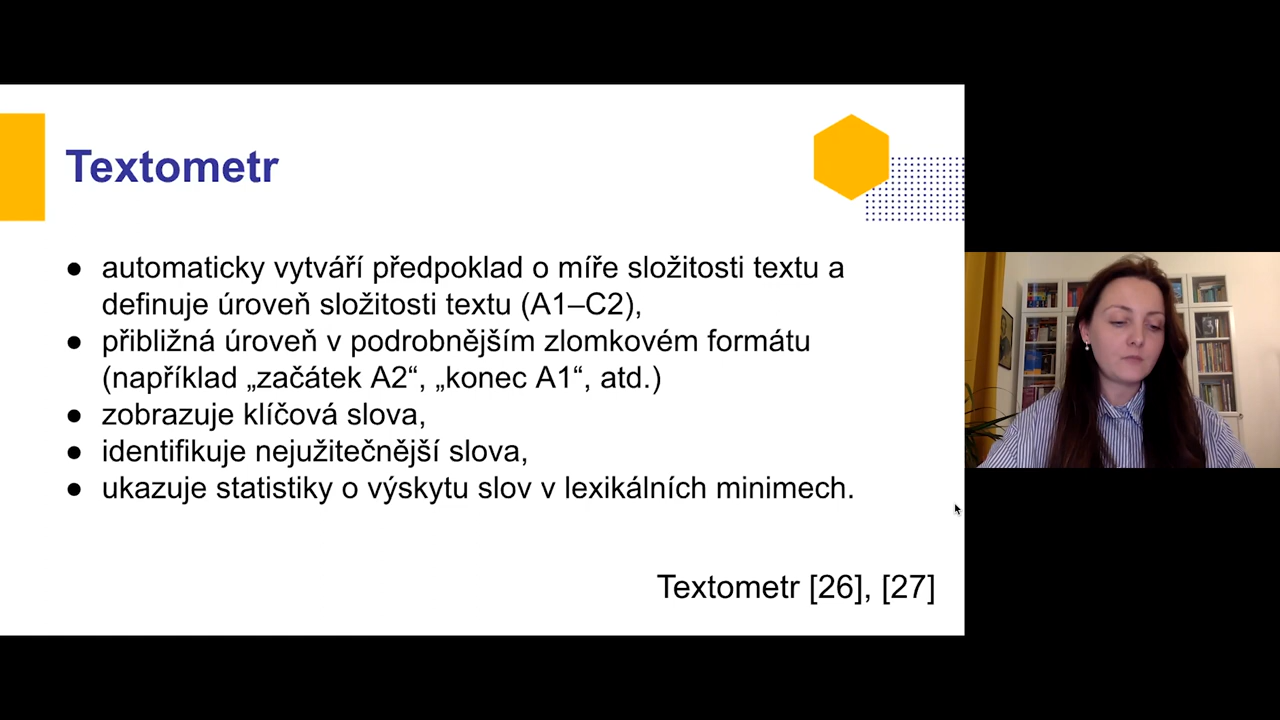 Textometr
● automaticky vytváří předpoklad o míře složitosti textu a
definuje úroveň složitosti textu (A1–C2),
● přibližná úroveň v podrobnějším zlomkovém formátu
(například „začátek A2“, „konec A1“, atd.)
● zobrazuje klíčová slova,
● identifikuje nejužitečnější slova,
● ukazuje statistiky o výskytu slov v lexikálních minimech.
Textometr [26], [27]